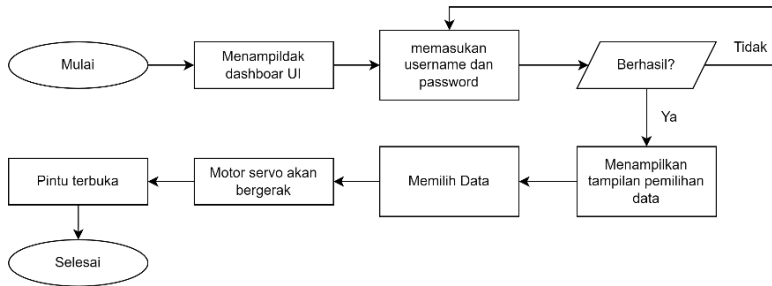 Mulai
Menampildak
dashboar UI
memasukan
username dan
password
Berhasil?
Tidak
Ya
Menampilkan
tampilan pemilihan
data
Memilih Data
Motor servo akan
bergerak
Pintu terbuka
Selesai